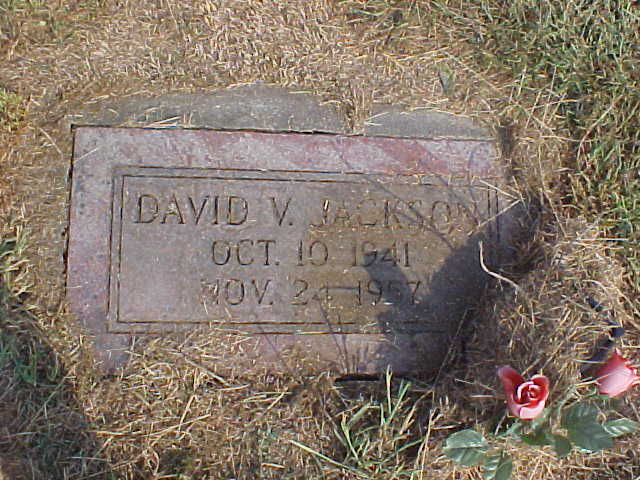 DAVID V. JACKSON
OCT. 10 1941
NOV. 24 1957